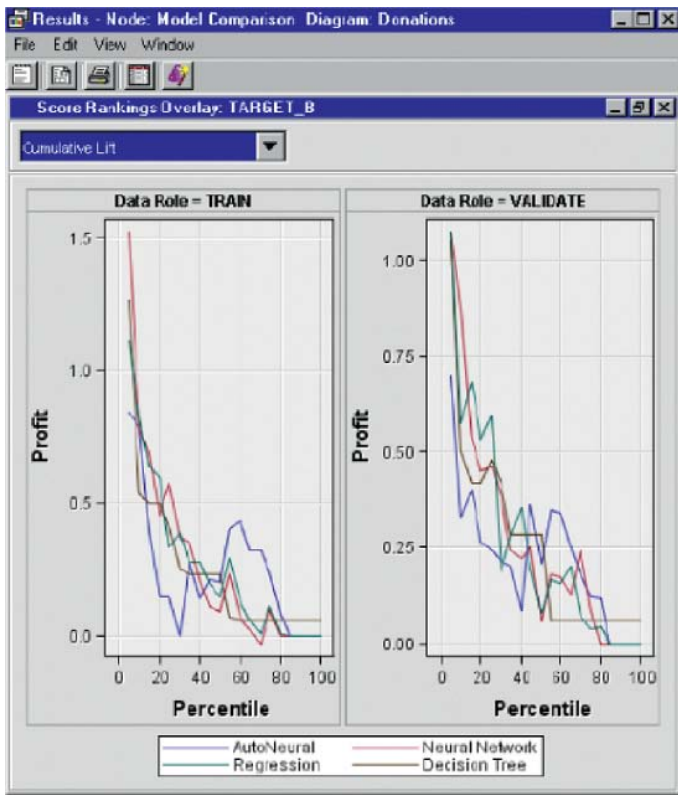 Results - Node: Model Comparison Diagram: Donations
File Edit View Window
Score Rankings Overlay: TARGET_B
Cumulative Lift
Data Role = TRAIN
Data Role = VALIDATE
Profit
1.5
1.0
0.5
0.0
0 20 40 60 80 100
Percentile
Profit
1.00
0.75
0.50
0.25
0.00
0 20 40 60 80 100
Percentile
AutoNeural Neural Network
Regression Decision Tree